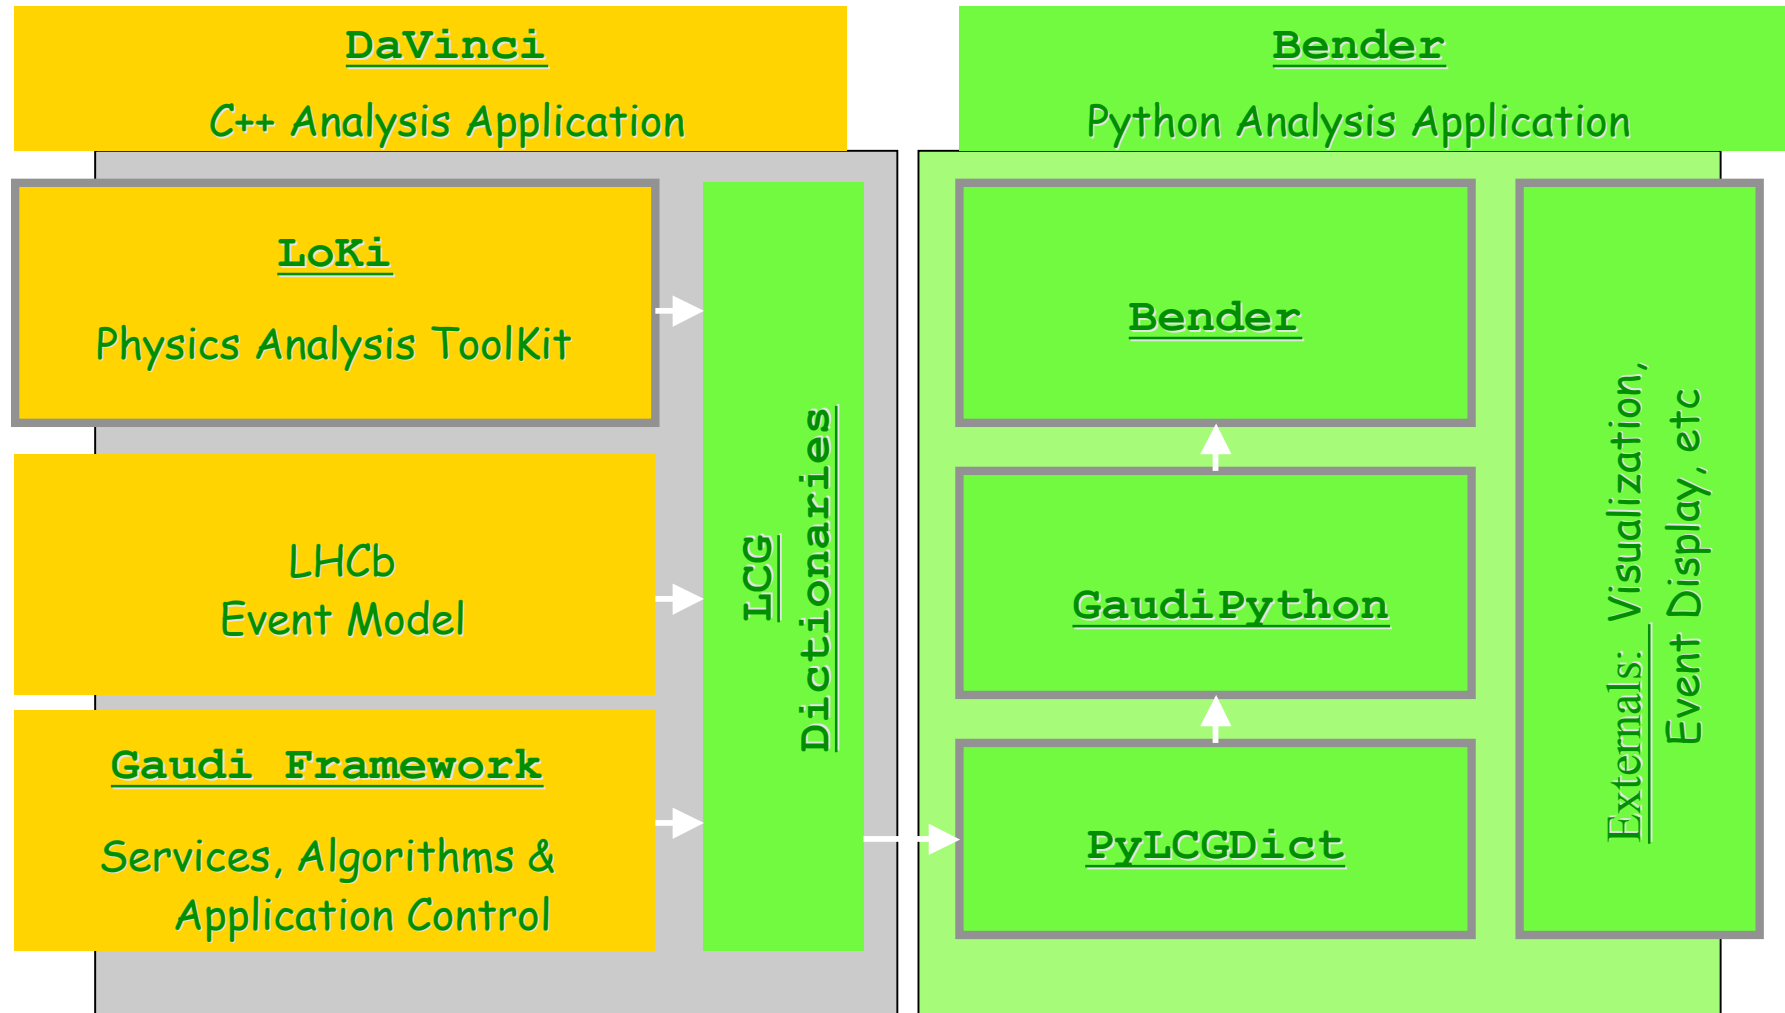 DaVinci
C++ Analysis Application
LoKi
Physics Analysis ToolKit
LHCb
Event Model
Gaudi Framework
Services, Algorithms &
Application Control
LCG
Dictionaries
Bender
Python Analysis Application
Bender
GaudiPython
PyLCGDict
Externals: Visualization,
Event Display, etc